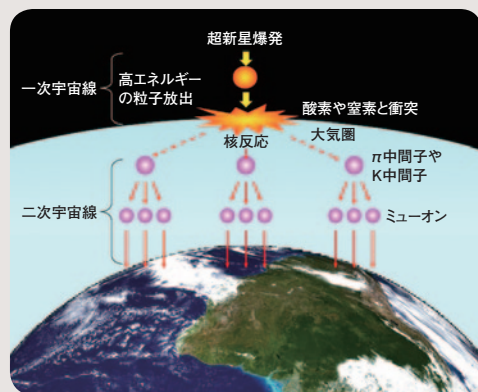 超新星爆発
一次宇宙線
高エネルギー
の粒子放出
酸素や窒素と衝突
核反応
大気圏
π中間子や
K中間子
二次宇宙線
ミューオン